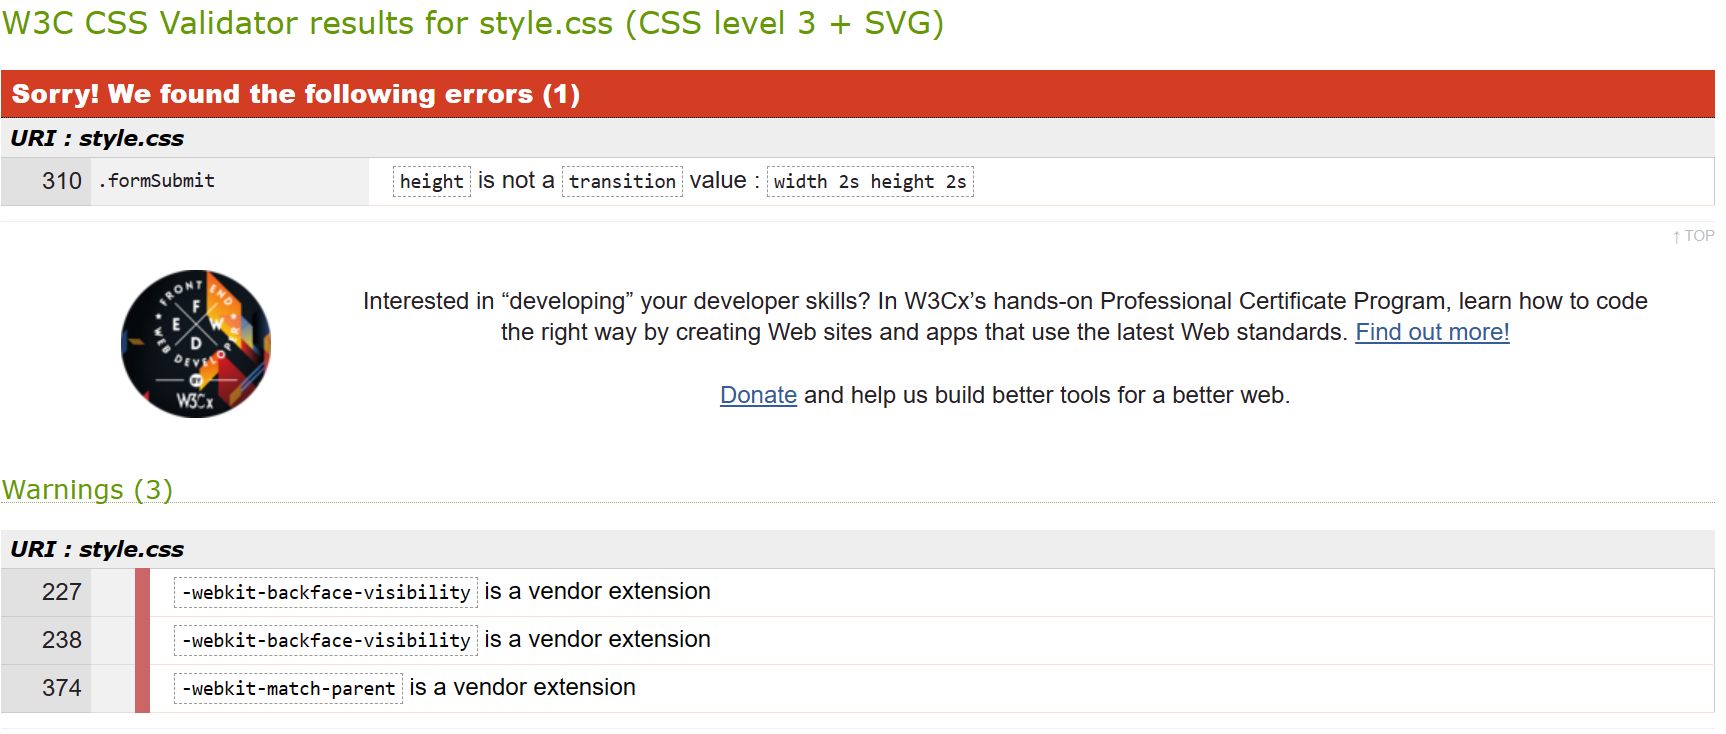 W3C CSS Validator results for style.css (CSS level 3 + SVG)
Sorry! We found the following errors (1)
URI : style.css
310 .formSubmit height is not a transition value : width 2s height 2s
↑ TOP
FRONT END
F
E W
D
WEB DEVELOPER
BY
W3Cx
Interested in “developing” your developer skills? In W3Cx’s hands-on Professional Certificate Program, learn how to code
the right way by creating Web sites and apps that use the latest Web standards. Find out more!
Donate and help us build better tools for a better web.
Warnings (3)
URI : style.css
227 -webkit-backface-visibility is a vendor extension
238 -webkit-backface-visibility is a vendor extension
374 -webkit-match-parent is a vendor extension